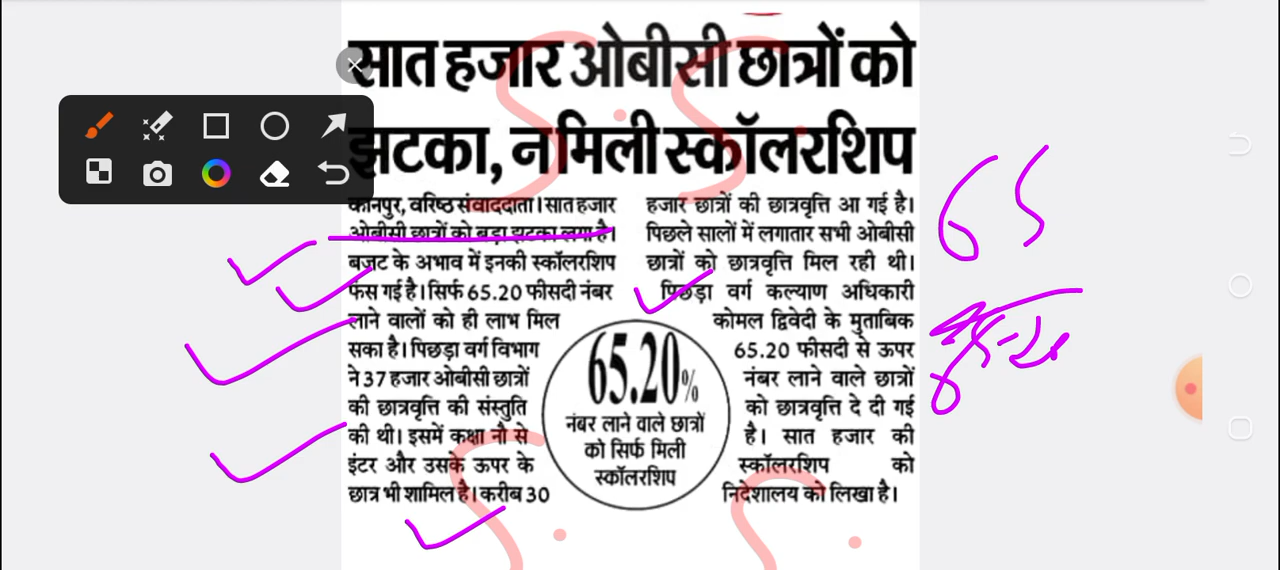 सात हजार ओबीसी छात्रों को
झटका, न मिली स्कॉलरशिप
कानपुर, वरिष्ठ संवाददाता। सात हजार
ओबीसी छात्रों को बड़ा झटका लगा है।
बजट के अभाव में इनकी स्कॉलरशिप
फंस गई है। सिर्फ 65.20 फीसदी नंबर
लाने वालों को ही लाभ मिल
सका है। पिछड़ा वर्ग विभाग
ने 37 हजार ओबीसी छात्रों
की छात्रवृत्ति की संस्तुति
की थी। इसमें कक्षा नौ से
इंटर और उसके ऊपर के
छात्र भी शामिल है। करीब 30
65.20%
नंबर लाने वाले छात्रों
को सिर्फ मिली
स्कॉलरशिप
हजार छात्रों की छात्रवृत्ति आ गई है।
पिछले सालों में लगातार सभी ओबीसी
छात्रों को छात्रवृत्ति मिल रही थी।
पिछड़ा वर्ग कल्याण अधिकारी
कोमल द्विवेदी के मुताबिक
65.20 फीसदी से ऊपर
नंबर लाने वाले छात्रों
को छात्रवृत्ति दे दी गई
है। सात हजार की
स्कॉलरशिप को
निदेशालय को लिखा है।
65
S.S.
S.S.